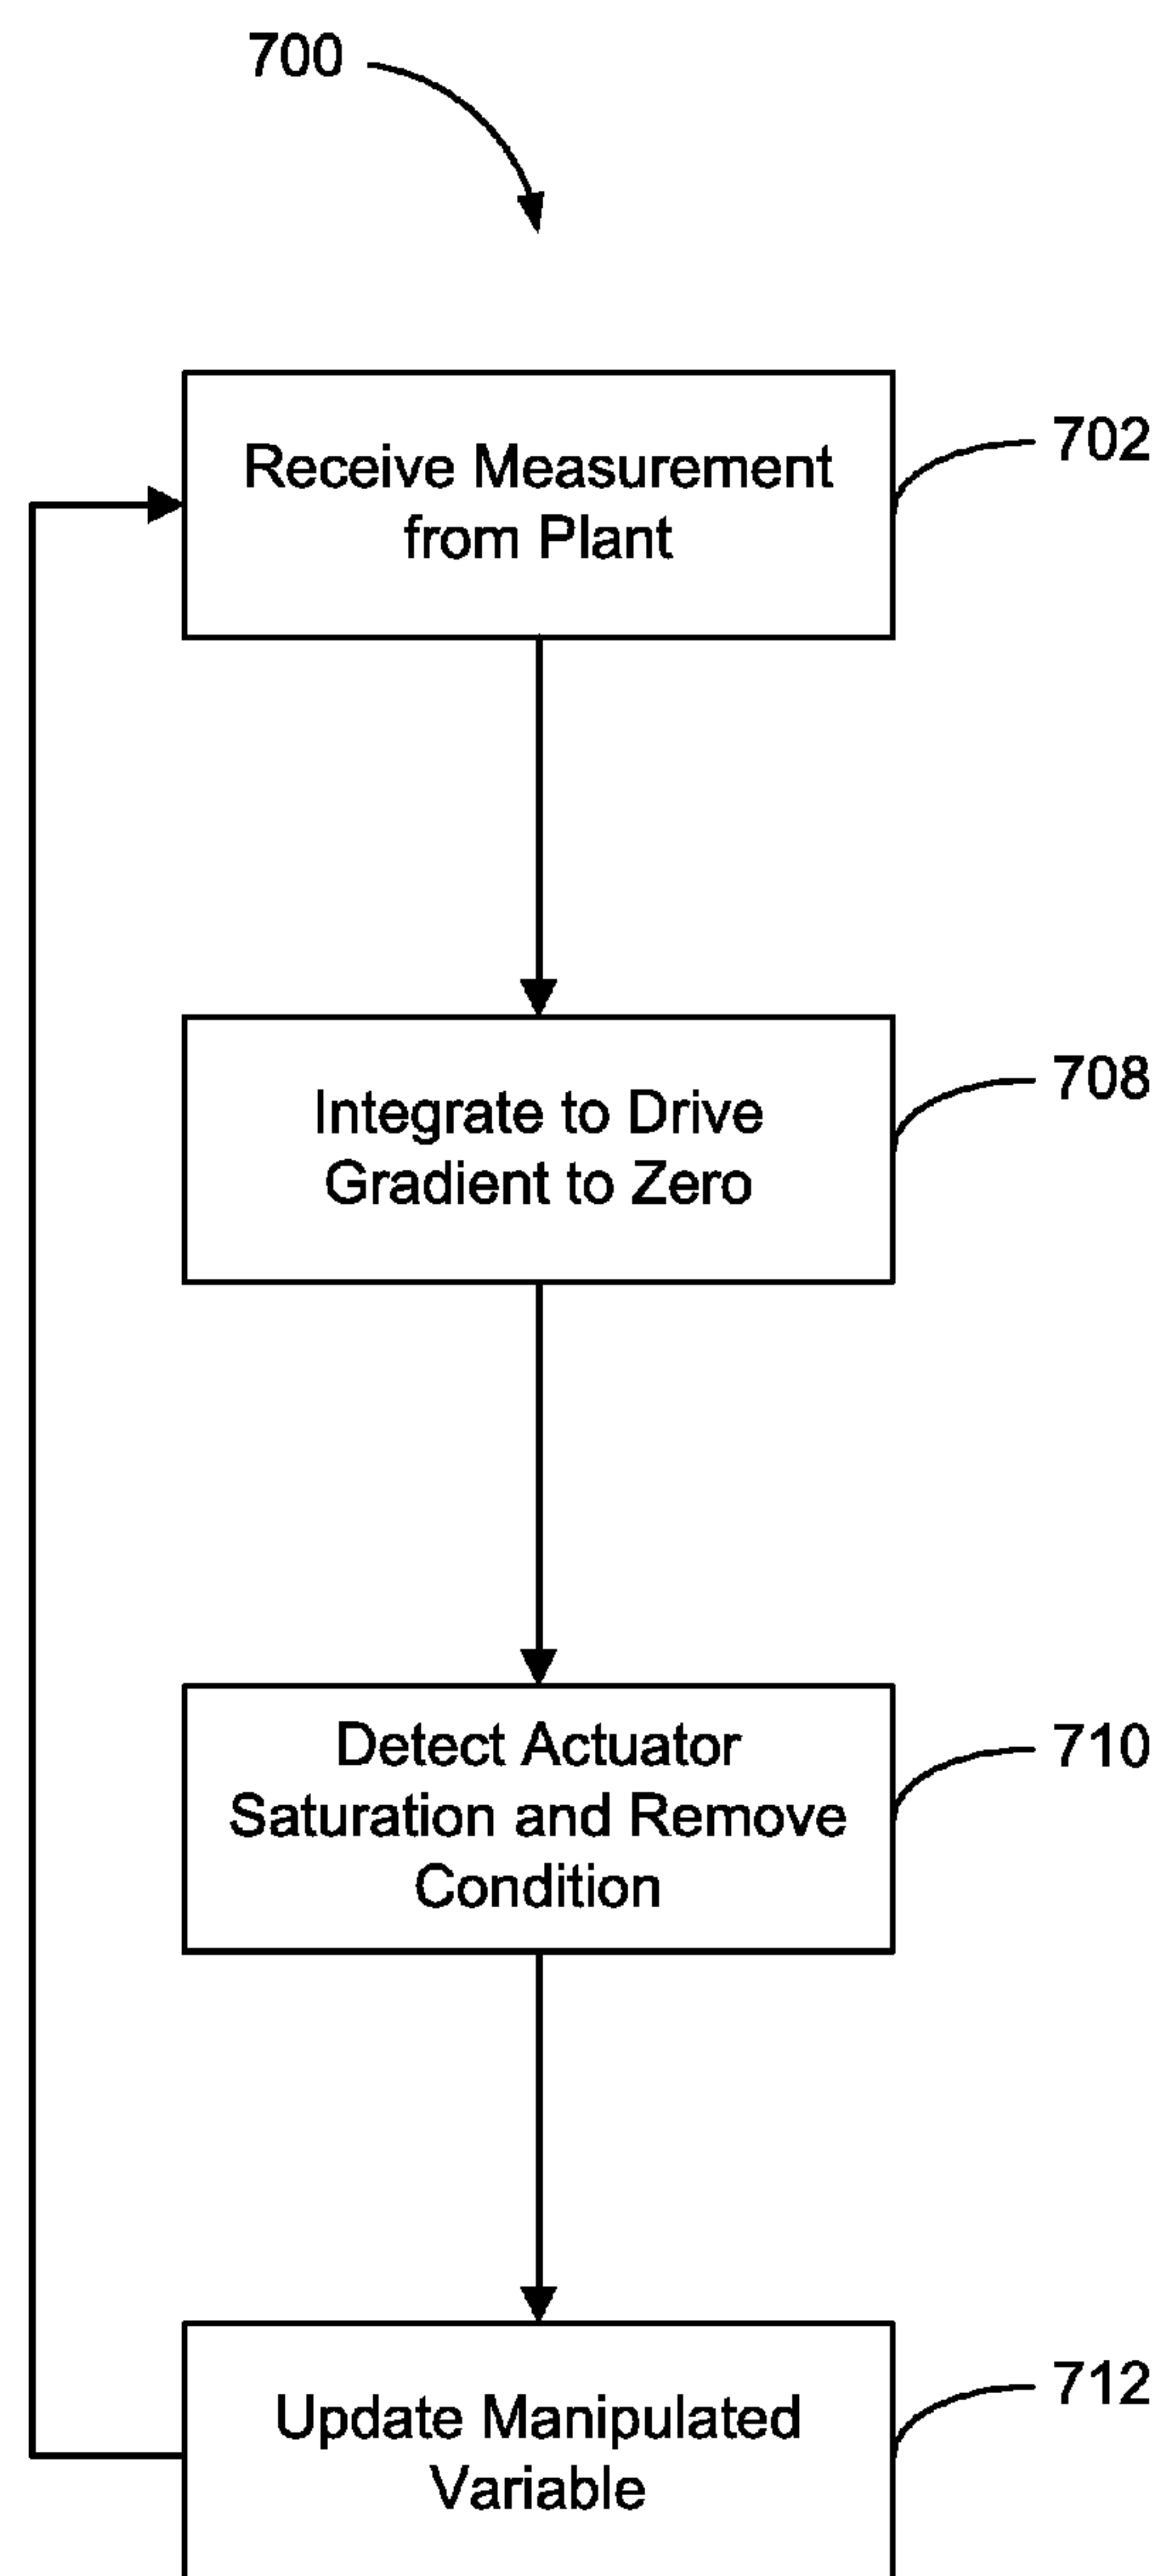 700
Receive Measurement
from Plant
702
Integrate to Drive
Gradient to Zero
708
Detect Actuator
Saturation and Remove
Condition
710
Update Manipulated
Variable
712